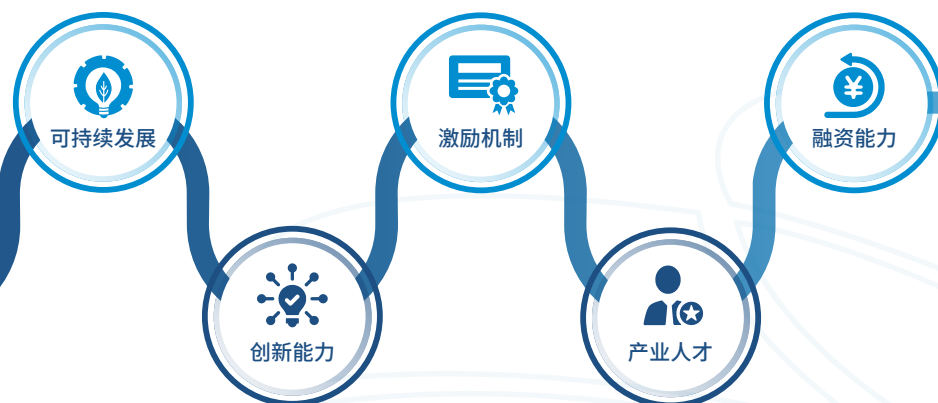 可持续发展
创新能力
激励机制
产业人才
融资能力